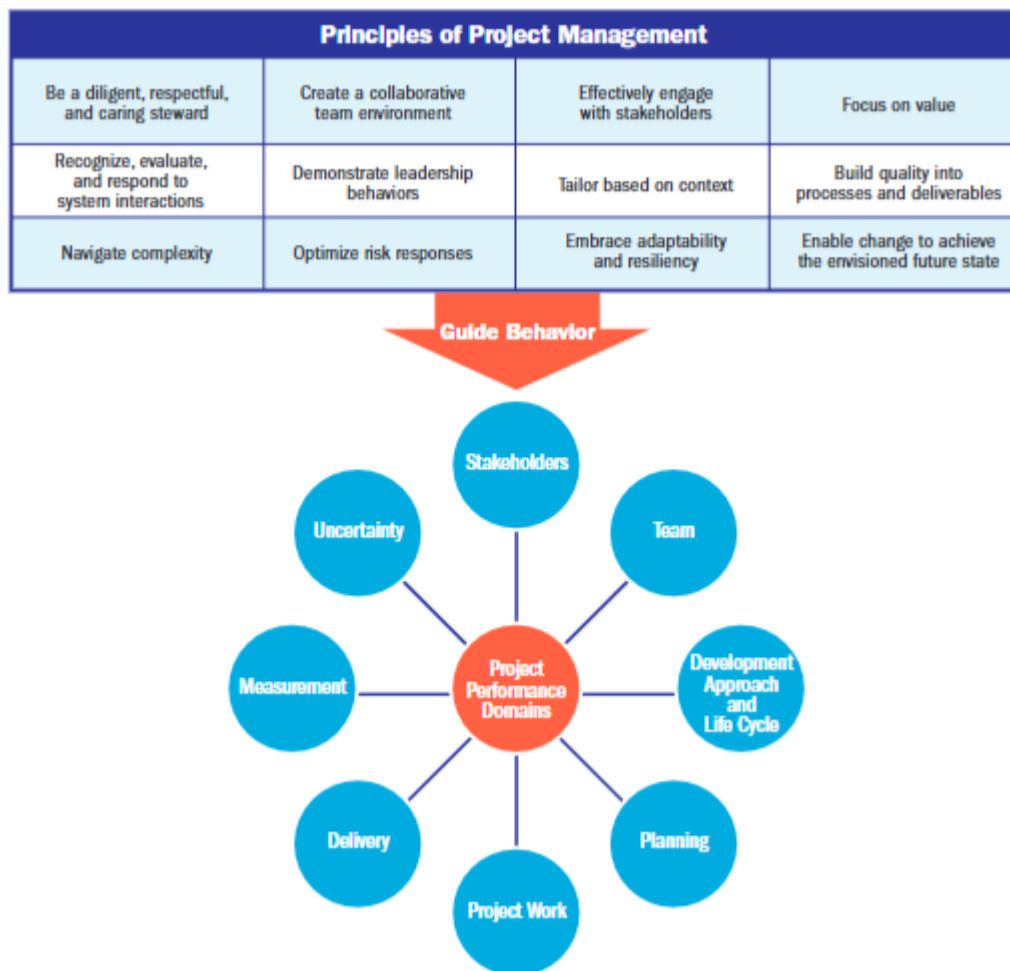 Principles of Project Management
Be a diligent, respectful,
and caring steward
Create a collaborative
team environment
Effectively engage
with stakeholders
Focus on value
Recognize, evaluate,
and respond to
system interactions
Demonstrate leadership
behaviors
Tailor based on context
Build quality into
processes and deliverables
Navigate complexity
Optimize risk responses
Embrace adaptability
and resiliency
Enable change to achieve
the envisioned future state
Guide Behavior
Stakeholders
Uncertainty
Team
Measurement
Project
Performance
Domains
Development
Approach
and
Life Cycle
Delivery
Planning
Project Work